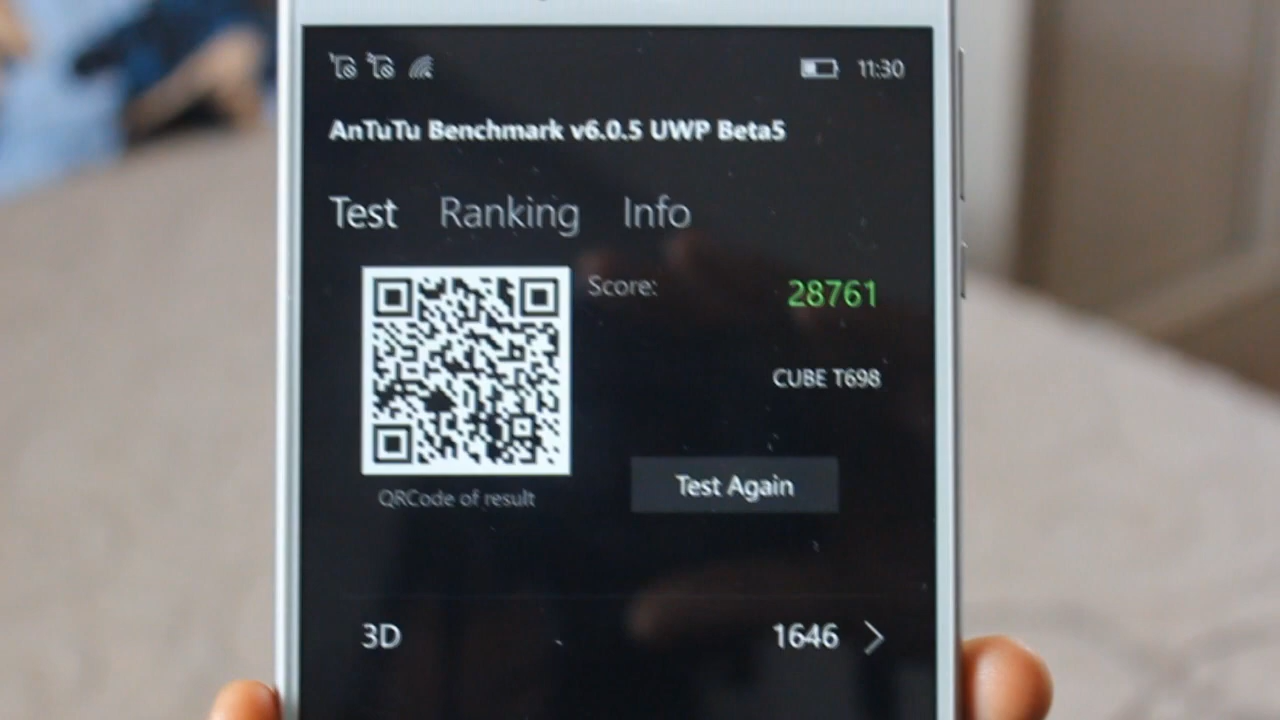 11:30
AnTuTu Benchmark v6.0.5 UWP Beta5
Test Ranking Info
Score: 28761
CUBE T698
QRCode of result
Test Again
3D 1646